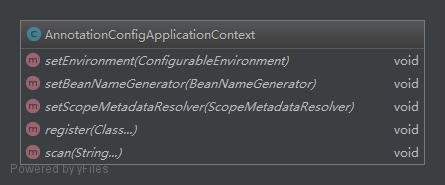 C AnnotationConfigApplicationContext
m setEnvironment(ConfigurableEnvironment) void
m setBeanNameGenerator(BeanNameGenerator) void
m setScopeMetadataResolver(ScopeMetadataResolver) void
m register(Class...) void
m scan(String...) void
Powered by yFiles